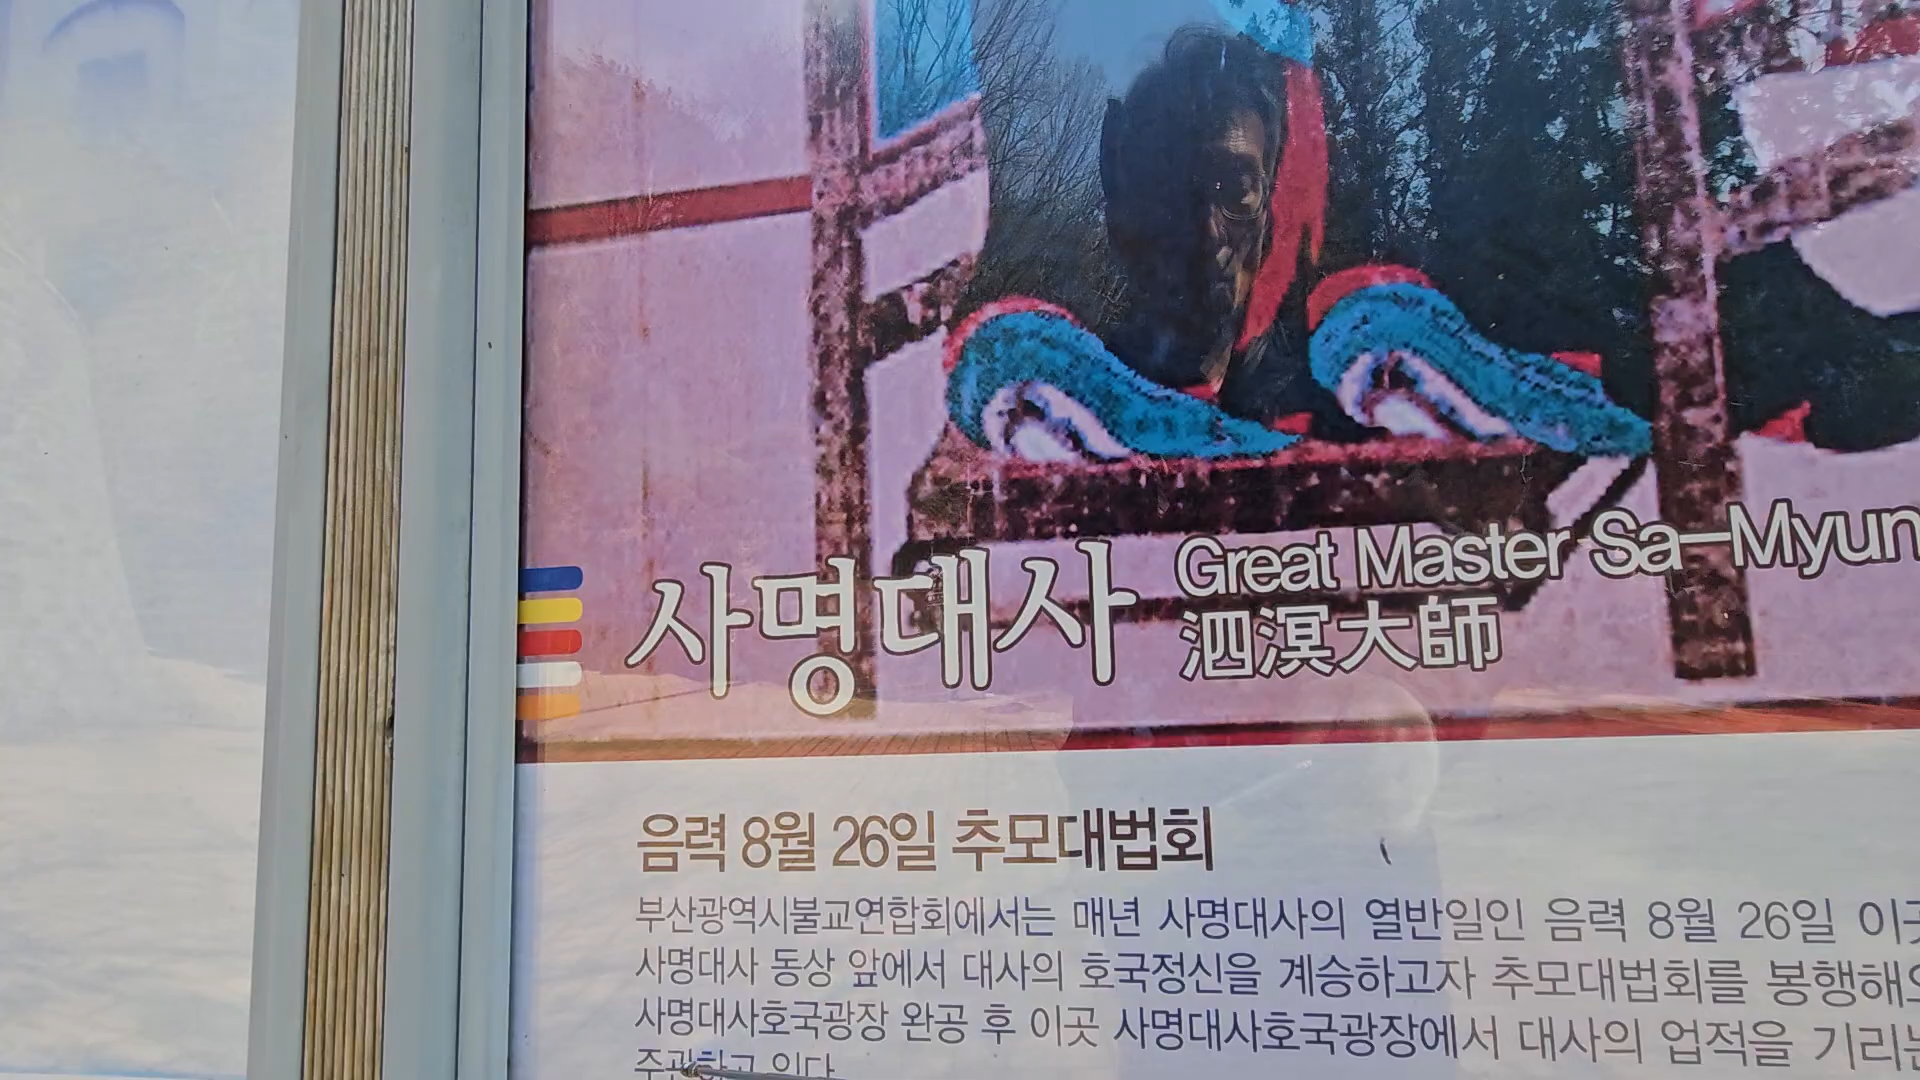 사명대사
Great Master Sa-Myun
泗溟大師
음력 8월 26일 추모대법회
부산광역시불교연합회에서는 매년 사명대사의 열반일인 음력 8월 26일
사명대사 동상 앞에서 대사의 호국정신을 계승하고자 추모대법회를 봉행해
사명대사호국광장 완공 후 이곳 사명대사호국광장에서 대사의 업적을 기리는
주관하고 있다